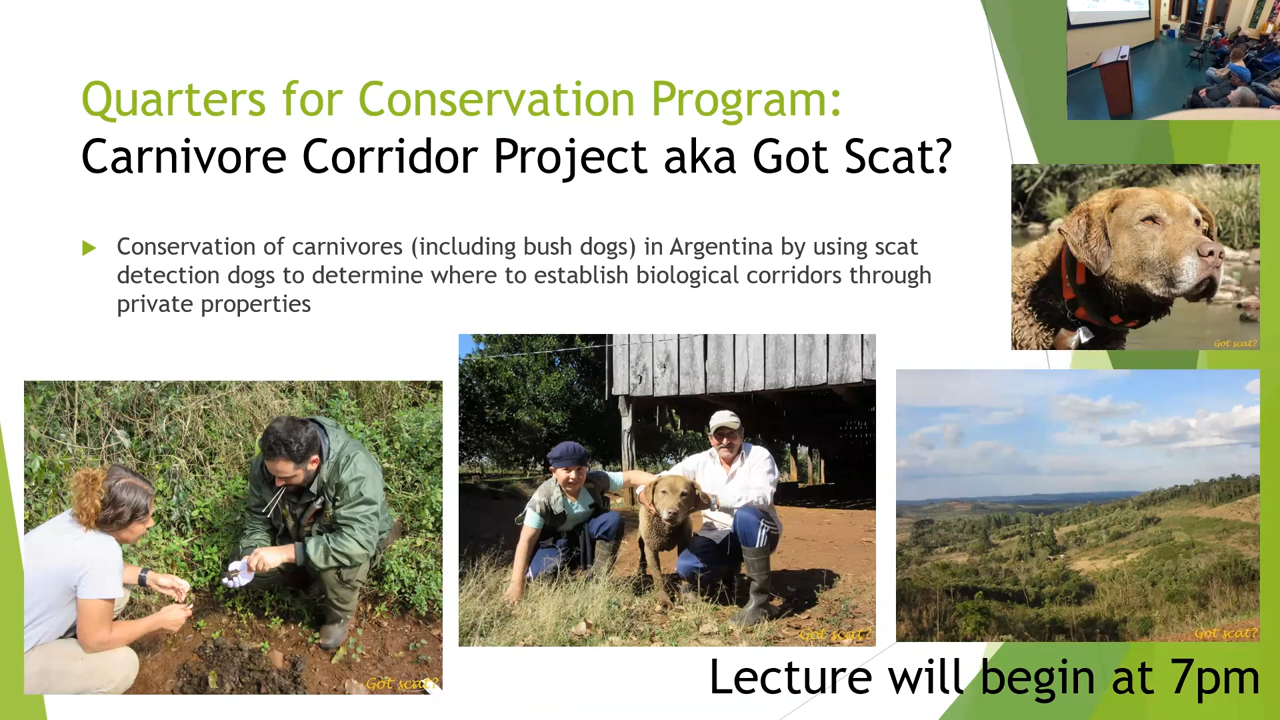 Quarters for Conservation Program:
Carnivore Corridor Project aka Got Scat?
Conservation of carnivores (including bush dogs) in Argentina by using scat
detection dogs to determine where to establish biological corridors through
private properties
Got scat?
Got scat?
Got scat?
Got scat?
Lecture will begin at 7pm